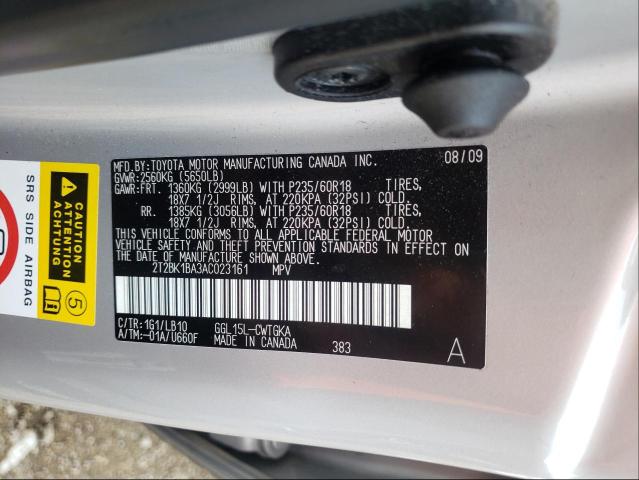 MFD.BY:TOYOTA MOTOR MANUFACTURING CANADA INC. 08/09
GVWR:2560KG (5650LB)
GAWR:FRT. 1360KG (2999LB) WITH P235/60R18 TIRES,
18X7 1/2J RIMS, AT 220KPA (32PSI) COLD.
RR. 1385KG (3056LB) WITH P235/60R18 TIRES,
18X7 1/2J RIMS, AT 220KPA (32PSI) COLD.
THIS VEHICLE CONFORMS TO ALL APPLICABLE FEDERAL MOTOR
VEHICLE SAFETY AND THEFT PREVENTION STANDARDS IN EFFECT ON
THE DATE OF MANUFACTURE SHOWN ABOVE.
2T2BK1BA3AC023161 MPV
C/TR:1G1/LB10 GGL15L-CWTGKA
A/TM:-01A/U660F MADE IN CANADA 383
A
CAUTION
ATTENTION
ACHTUNG
5
SRS SIDE AIRBAG